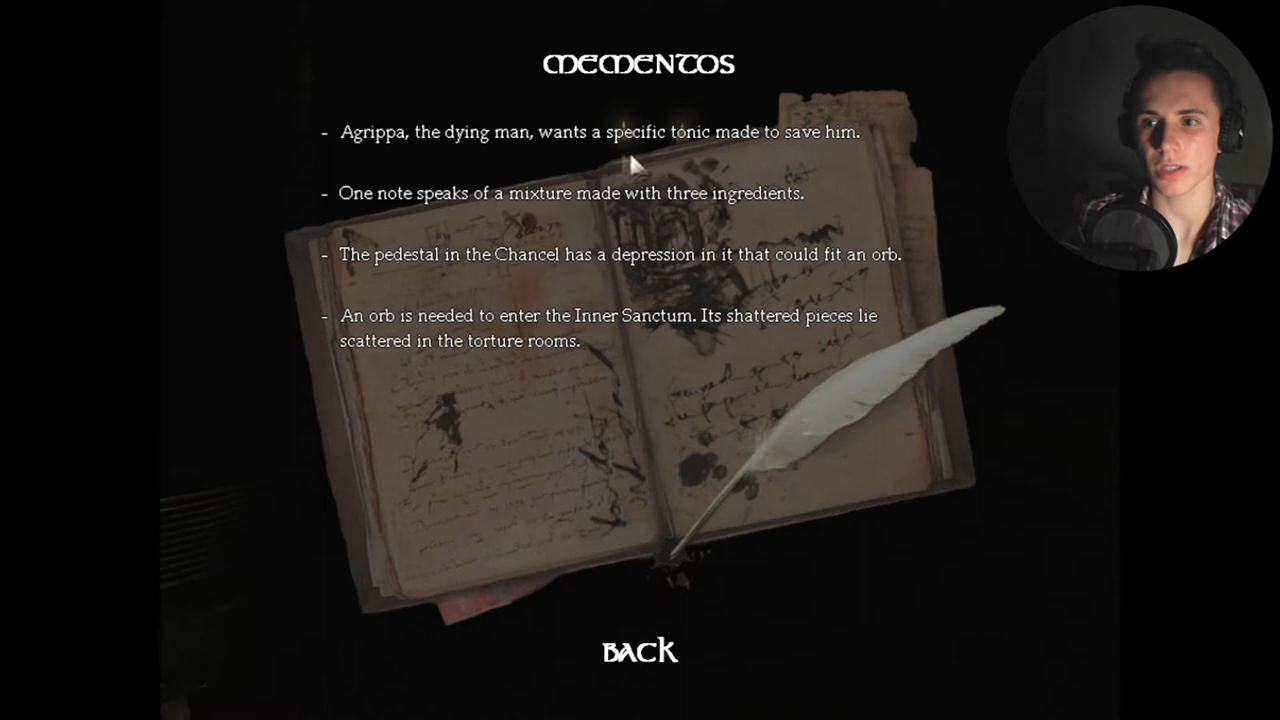 MEMENTOS
- Agrippa, the dying man, wants a specific tonic made to save him.
- One note speaks of a mixture made with three ingredients.
- The pedestal in the Chancel has a depression in it that could fit an orb.
- An orb is needed to enter the Inner Sanctum. Its shattered pieces lie
scattered in the torture rooms.
BACK